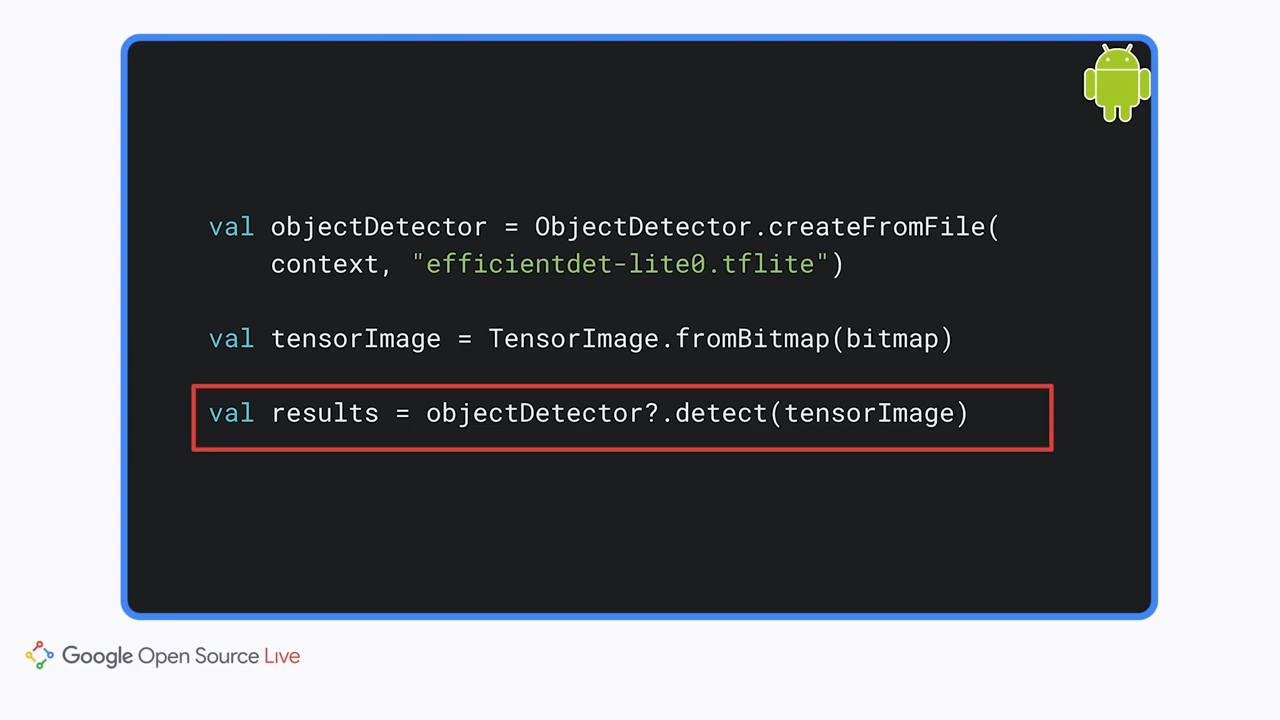 val objectDetector = ObjectDetector.createFromFile(
context, "efficientdet-lite0.tflite")
val tensorImage = TensorImage.fromBitmap(bitmap)
val results = objectDetector?.detect(tensorImage)
Google Open Source Live